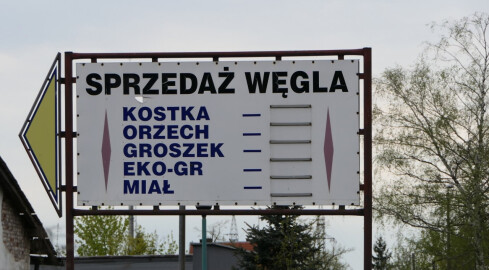 SPRZEDAŻ WĘGLA
KOSTKA –
ORZECH –
GROSZEK –
EKO-GR –
MIAŁ –